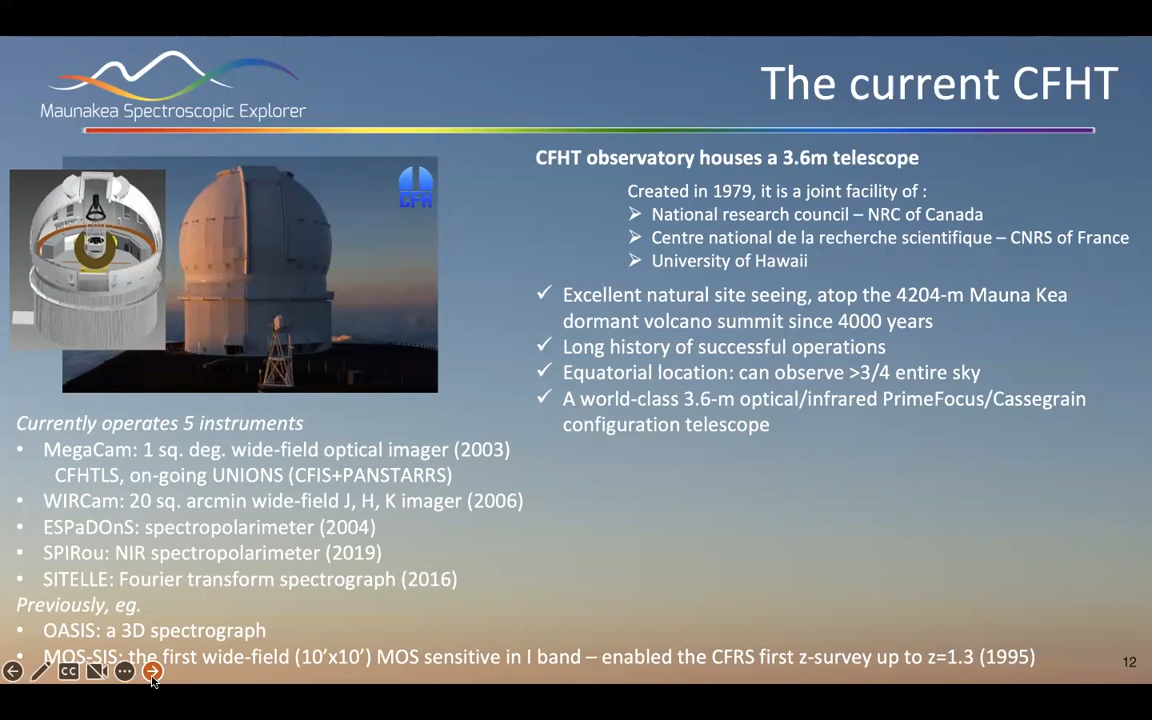 Maunakea Spectroscopic Explorer
The current CFHT
CFHT
CFHT observatory houses a 3.6m telescope
Created in 1979, it is a joint facility of :
➢ National research council – NRC of Canada
➢ Centre national de la recherche scientifique – CNRS of France
➢ University of Hawaii
✓ Excellent natural site seeing, atop the 4204-m Mauna Kea
dormant volcano summit since 4000 years
✓ Long history of successful operations
✓ Equatorial location: can observe >3/4 entire sky
✓ A world-class 3.6-m optical/infrared PrimeFocus/Cassegrain
configuration telescope
Currently operates 5 instruments
• MegaCam: 1 sq. deg. wide-field optical imager (2003)
CFHTLS, on-going UNIONS (CFIS+PANSTARRS)
• WIRCam: 20 sq. arcmin wide-field J, H, K imager (2006)
• ESPaDOnS: spectropolarimeter (2004)
• SPIRou: NIR spectropolarimeter (2019)
• SITELLE: Fourier transform spectrograph (2016)
Previously, eg.
• OASIS: a 3D spectrograph
• MOS-SIS: the first wide-field (10’x10’) MOS sensitive in I band – enabled the CFRS first z-survey up to z=1.3 (1995)
CC
12